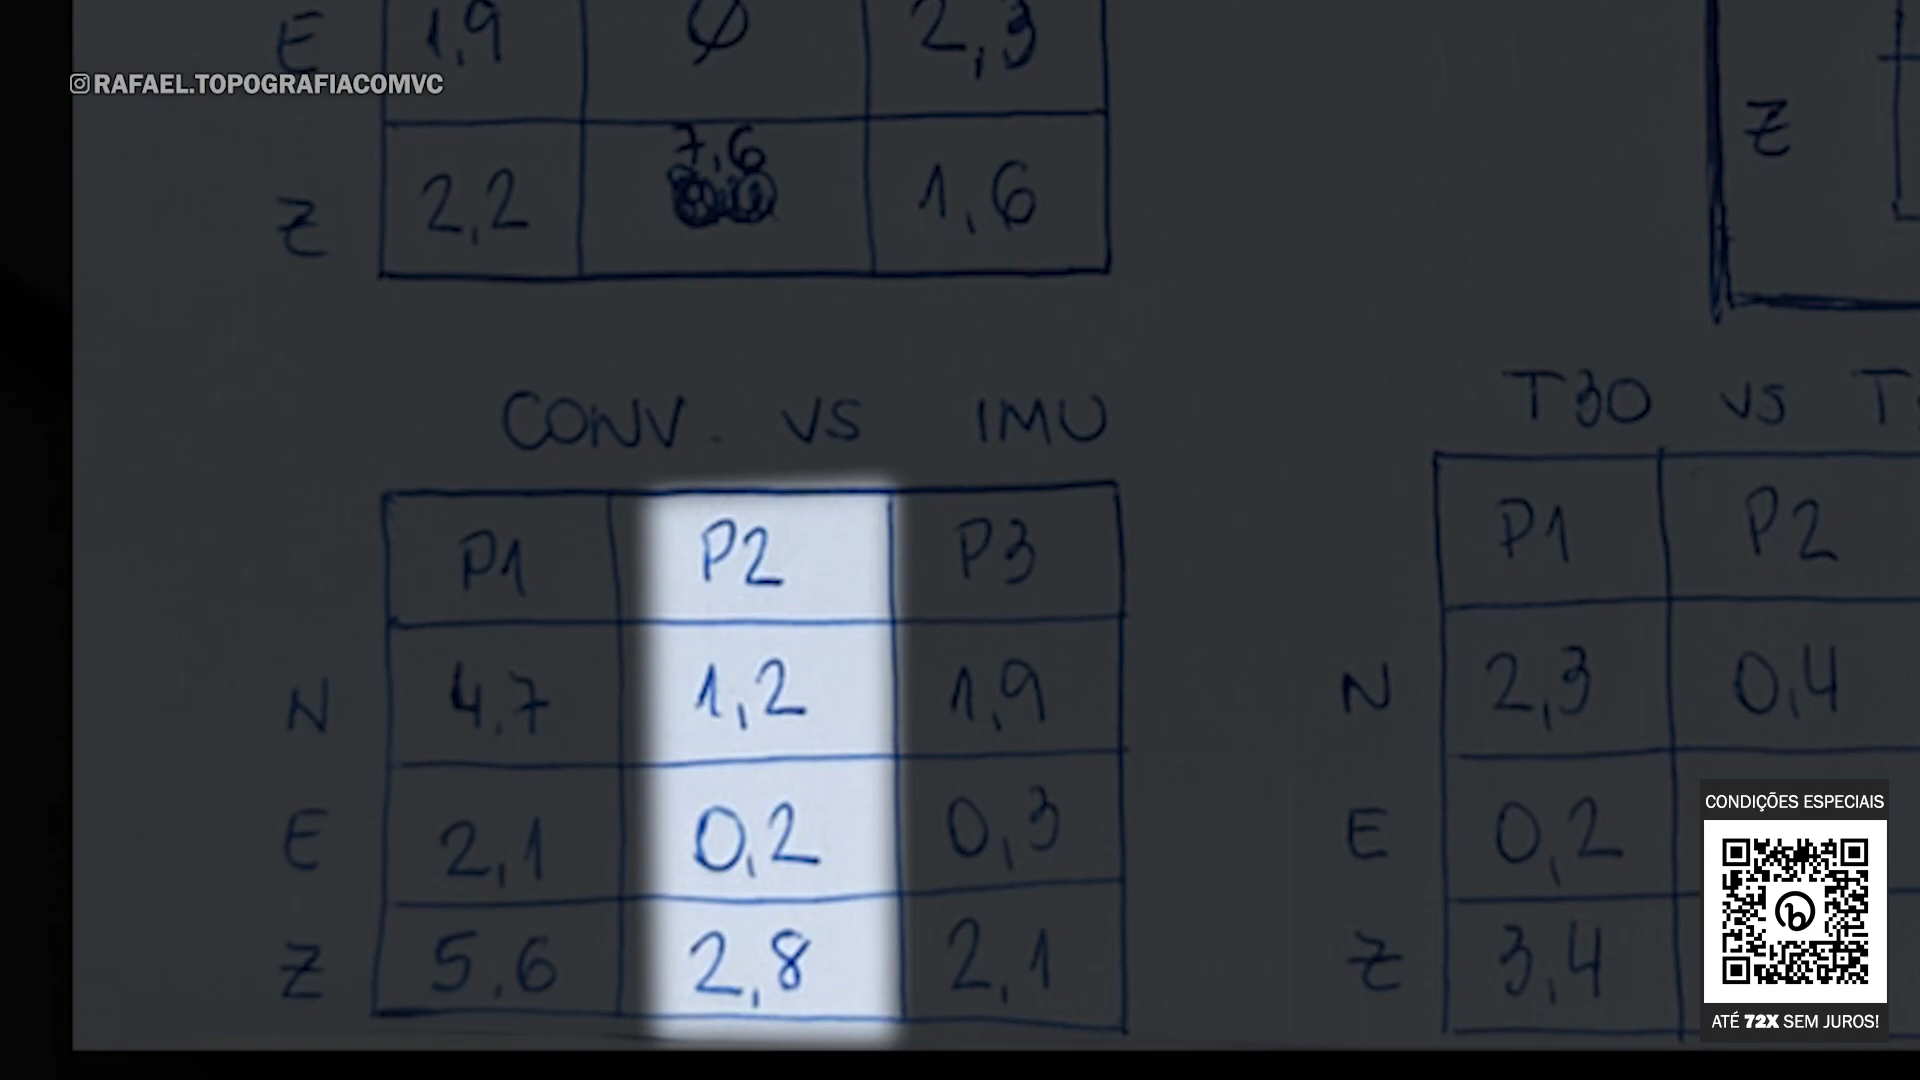 E 1,9 Ø 2,3
RAFAEL.TOPOGRAFIACOMVC
Z 2,2 7,6 1,6
Z
CONV. VS IMU
P1 P2 P3
N 4,7 1,2 1,9
E 2,1 0,2 0,3
Z 5,6 2,8 2,1
T30 VS
P1 P2
N 2,3 0,4
E 0,2
Z 3,4
CONDIÇÕES ESPECIAIS
ATÉ 72X SEM JUROS!